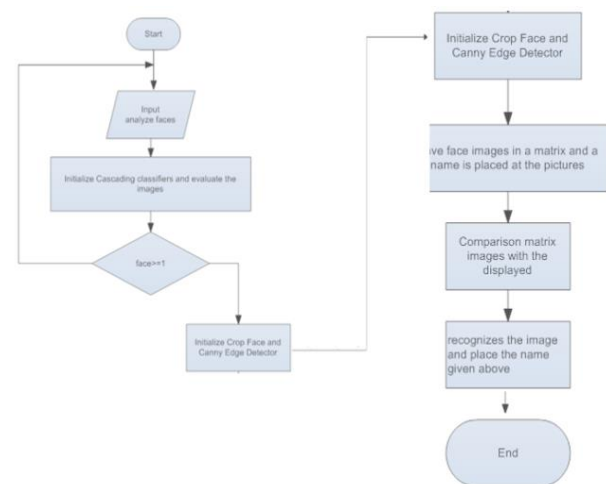 Start
Input
analyze faces
Initialize Cascading classifiers and evaluate the
images
face>=1
Initialize Crop Face and
Canny Edge Detector
Initialize Crop Face and
Canny Edge Detector
ve face images in a matrix and a
name is placed at the pictures
Comparison matrix
images with the
displayed
recognizes the image
and place the name
given above
End